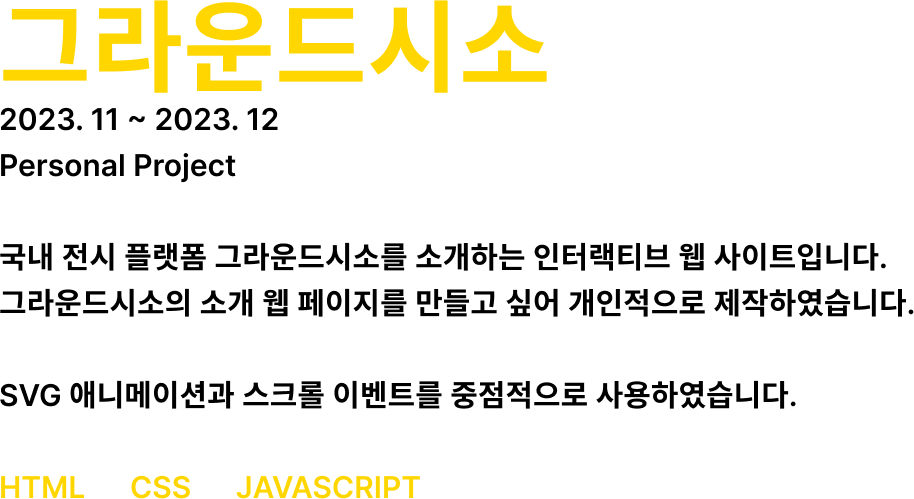 그라운드시소
2023. 11 ~ 2023. 12
Personal Project
국내 전시 플랫폼 그라운드시소를 소개하는 인터랙티브 웹 사이트입니다.
그라운드시소의 소개 웹 페이지를 만들고 싶어 개인적으로 제작하였습니다.
SVG 애니메이션과 스크롤 이벤트를 중점적으로 사용하였습니다.
HTML CSS JAVASCRIPT